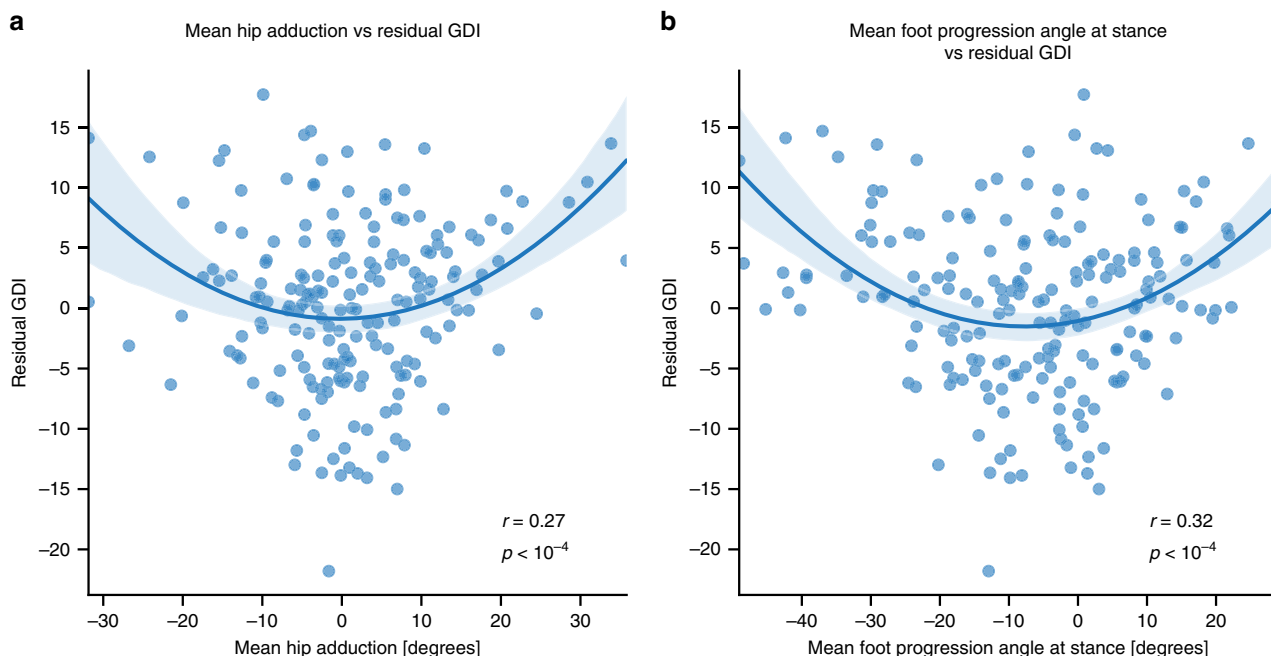 a
Mean hip adduction vs residual GDI
Residual GDI
15
10
5
0
−5
−10
−15
−20
−30
−20
−10
0
10
20
30
Mean hip adduction [degrees]
r = 0.27
p < 10⁻⁴
b
Mean foot progression angle at stance
vs residual GDI
Residual GDI
15
10
5
0
−5
−10
−15
−20
−40
−30
−20
−10
0
10
20
Mean foot progression angle at stance [degrees]
r = 0.32
p < 10⁻⁴